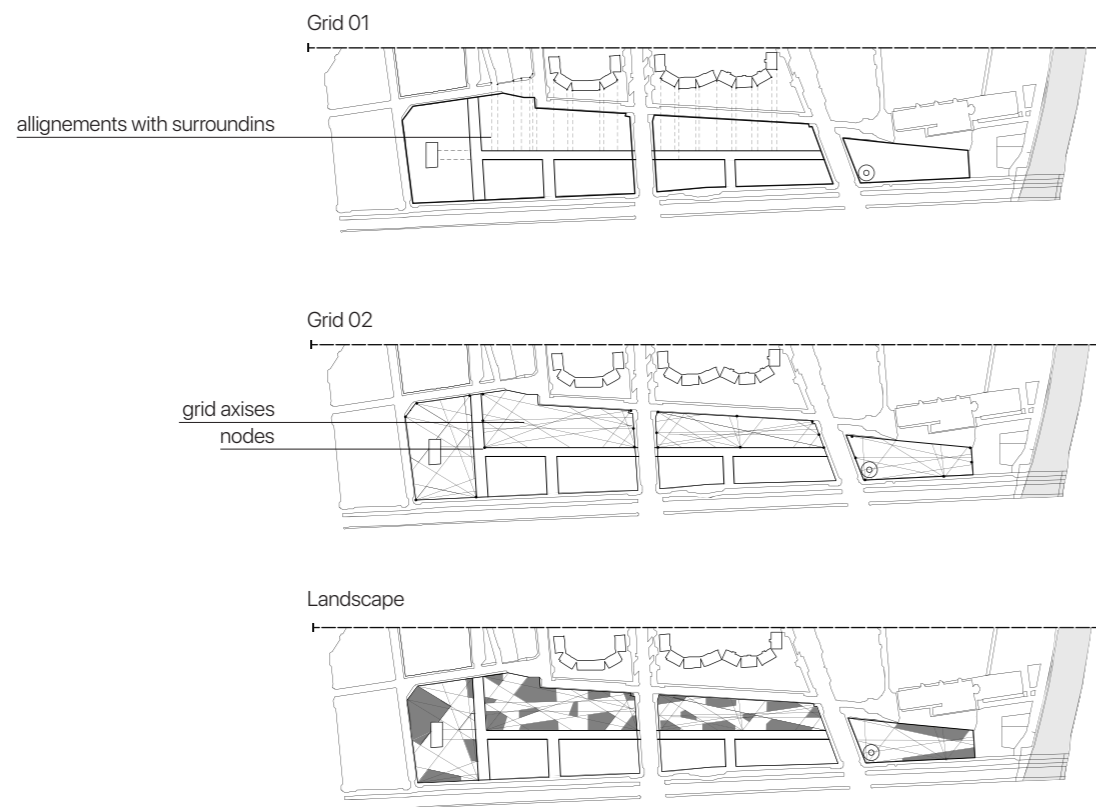 Grid 01
allignements with surroundins
Grid 02
grid axises
nodes
Landscape